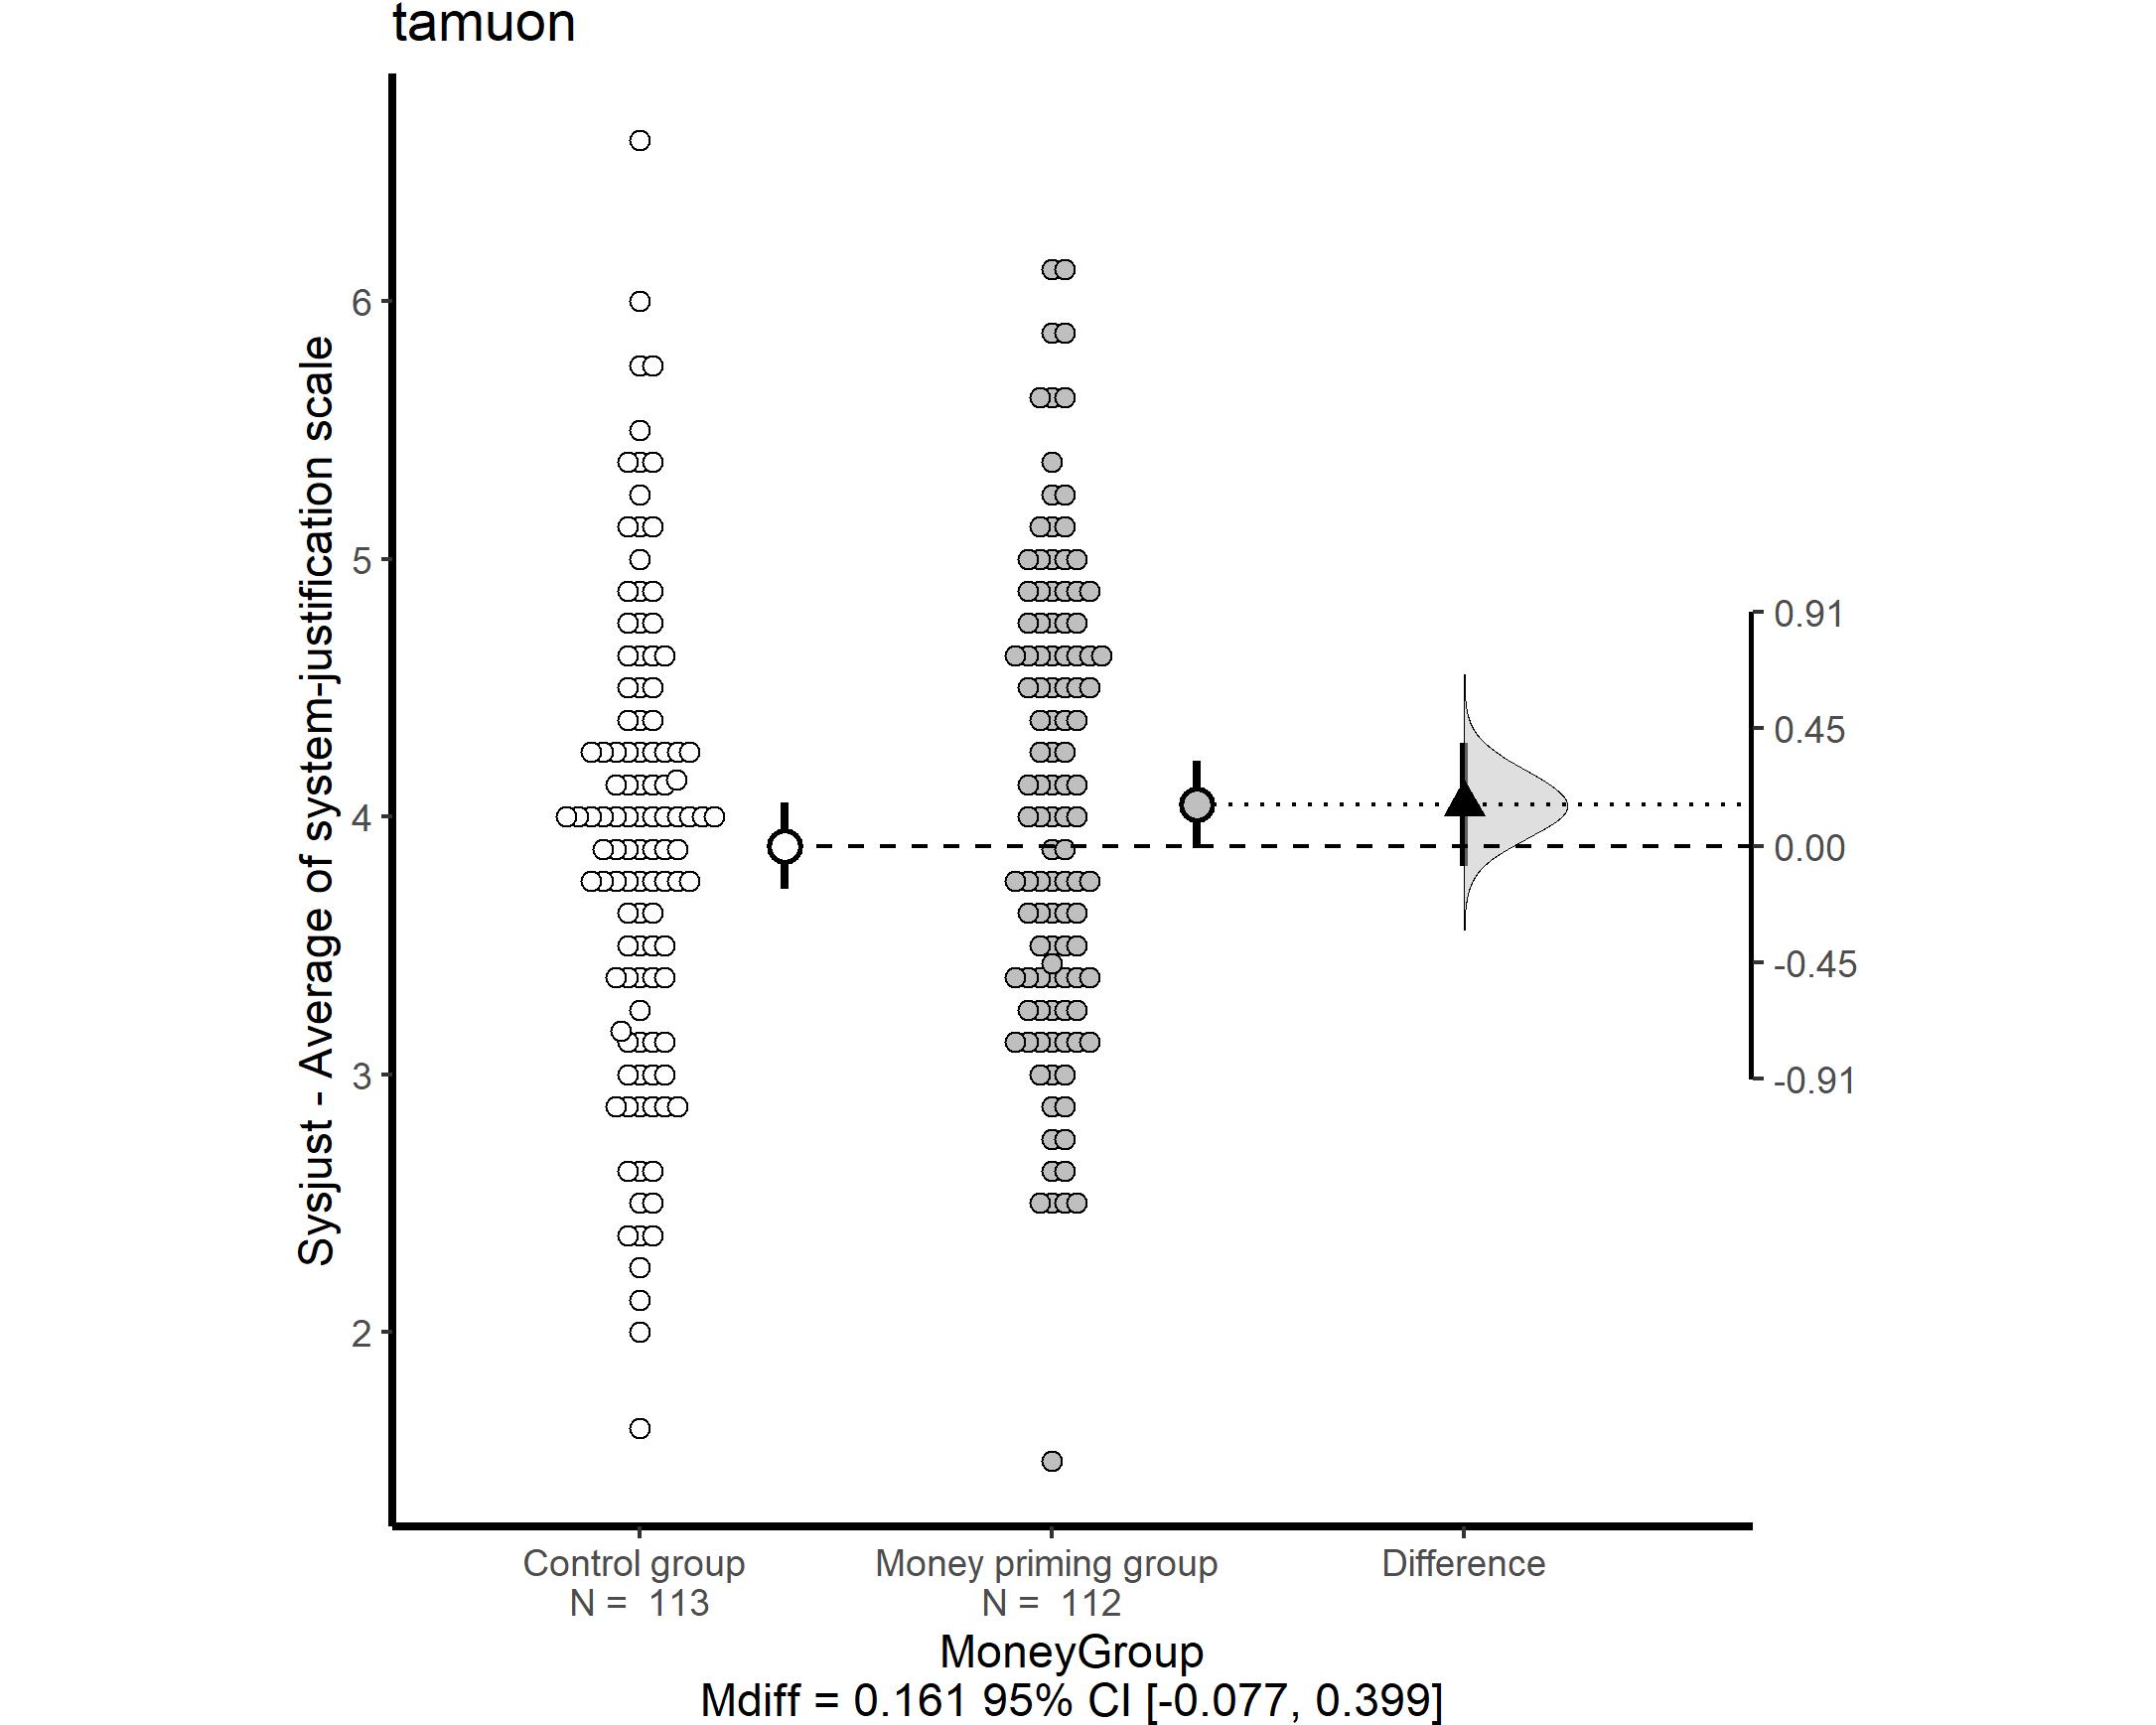 tamuon
Sysjust - Average of system-justification scale
6
5
4
3
2
0.91
0.45
0.00
-0.45
-0.91
Control group
N =  113
Money priming group
N =  112
Difference
MoneyGroup
Mdiff = 0.161 95% CI [-0.077, 0.399]